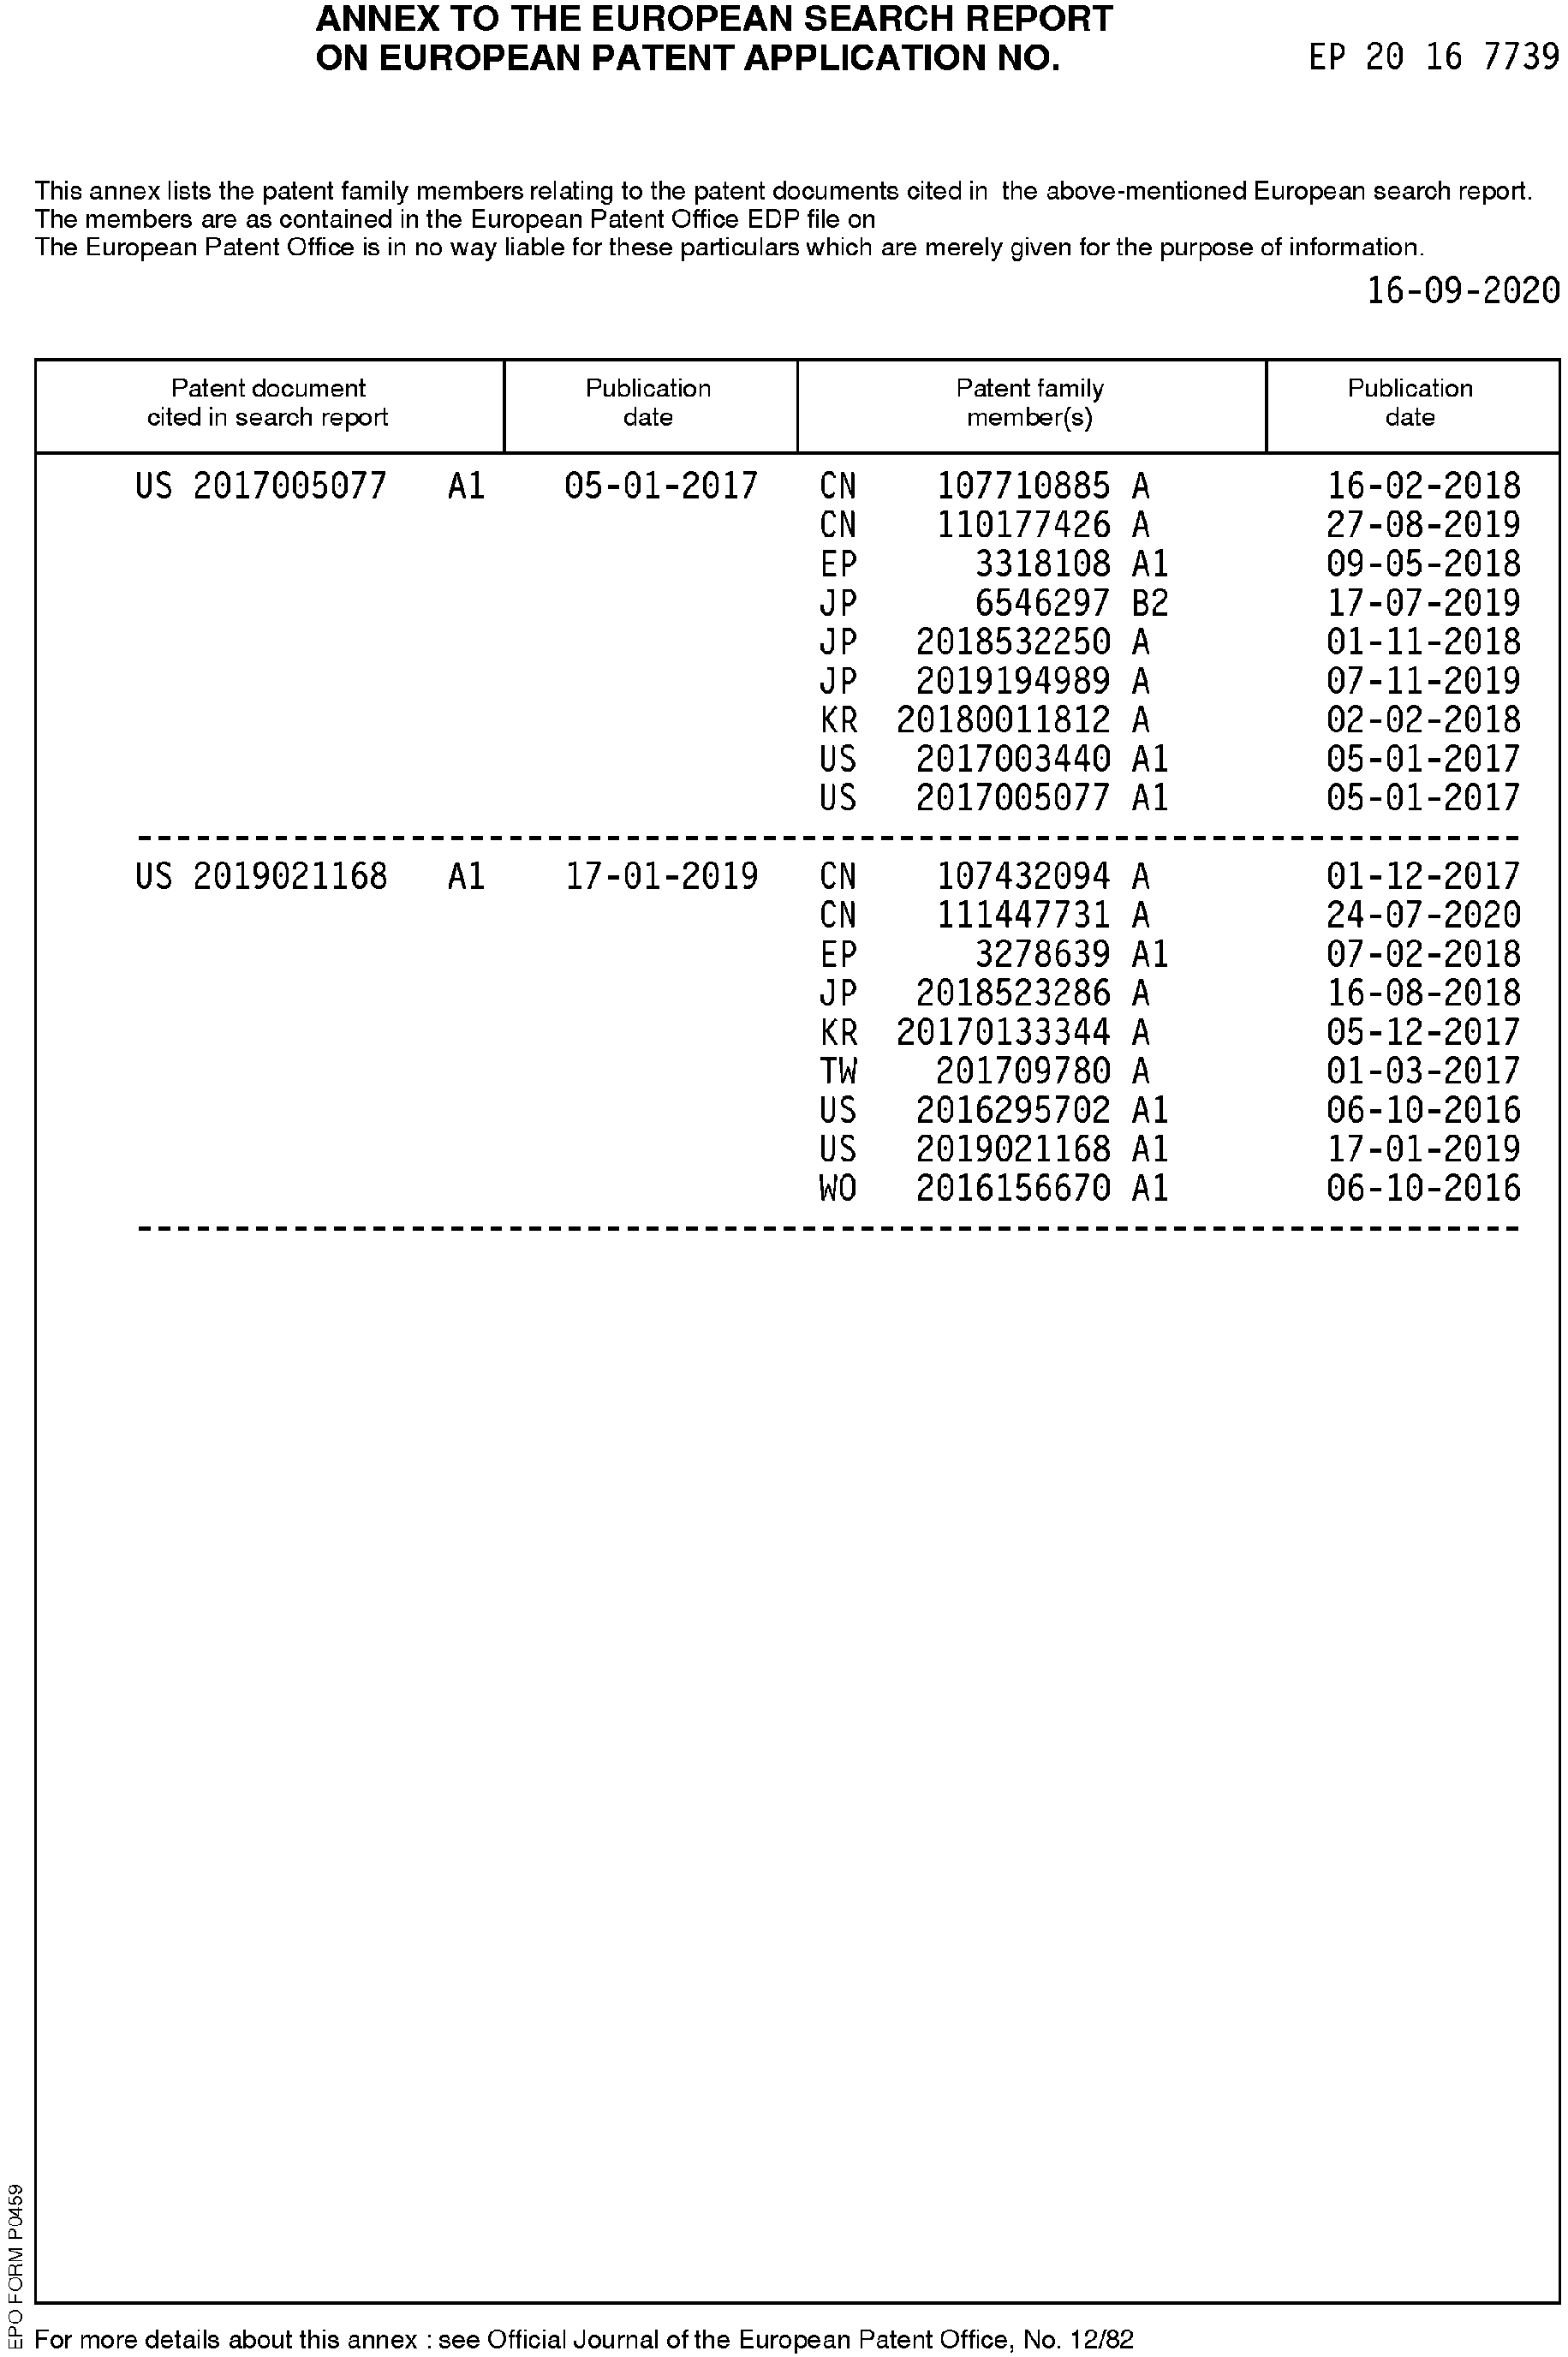 ANNEX TO THE EUROPEAN SEARCH REPORT
ON EUROPEAN PATENT APPLICATION NO. EP 20 16 7739
This annex lists the patent family members relating to the patent documents cited in the above-mentioned European search report.
The members are as contained in the European Patent Office EDP file on
The European Patent Office is in no way liable for these particulars which are merely given for the purpose of information.
16-09-2020
Patent document cited in search report Publication date Patent family member(s) Publication date
US 2017005077 A1 05-01-2017 CN 107710885 A 16-02-2018
CN 110177426 A 27-08-2019
EP 3318108 A1 09-05-2018
JP 6546297 B2 17-07-2019
JP 2018532250 A 01-11-2018
JP 2019194989 A 07-11-2019
KR 20180011812 A 02-02-2018
US 2017003440 A1 05-01-2017
US 2017005077 A1 05-01-2017
US 2019021168 A1 17-01-2019 CN 107432094 A 01-12-2017
CN 111447731 A 24-07-2020
EP 3278639 A1 07-02-2018
JP 2018523286 A 16-08-2018
KR 20170133344 A 05-12-2017
TW 201709780 A 01-03-2017
US 2016295702 A1 06-10-2016
US 2019021168 A1 17-01-2019
WO 2016156670 A1 06-10-2016
EPO FORM P0459
For more details about this annex : see Official Journal of the European Patent Office, No. 12/82